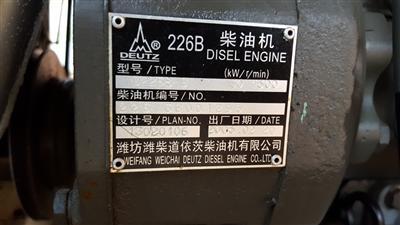 DEUTZ 226B 柴油机
DISEL ENGINE
型号/TYPE (kW/r/min)
柴油机编号/NO.
设计号/PLAN-NO. 出厂日期/DATE
13020106
潍坊潍柴道依茨柴油机有限公司
WEIFANG WEICHAI DEUTZ DIESEL ENGINE CO.,LTD.